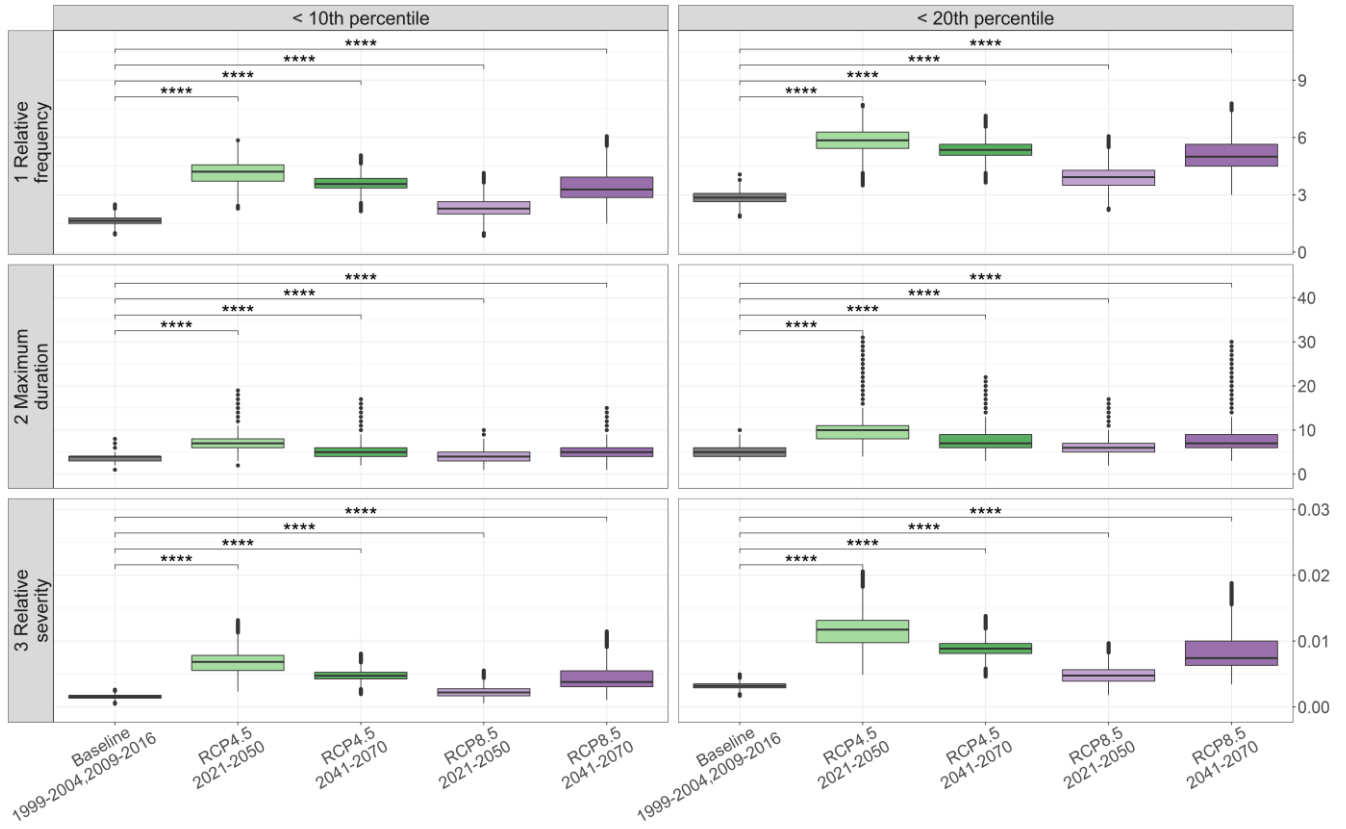 < 10th percentile
< 20th percentile
1 Relative
frequency
****
****
****
****
****
****
****
****
9
6
3
0
2 Maximum
duration
****
****
****
****
****
****
****
****
40
30
20
10
0
3 Relative
severity
****
****
****
****
****
****
****
****
0.03
0.02
0.01
0.00
Baseline
1999-2004,2009-2016
RCP4.5
2021-2050
RCP4.5
2041-2070
RCP8.5
2021-2050
RCP8.5
2041-2070
Baseline
1999-2004,2009-2016
RCP4.5
2021-2050
RCP4.5
2041-2070
RCP8.5
2021-2050
RCP8.5
2041-2070